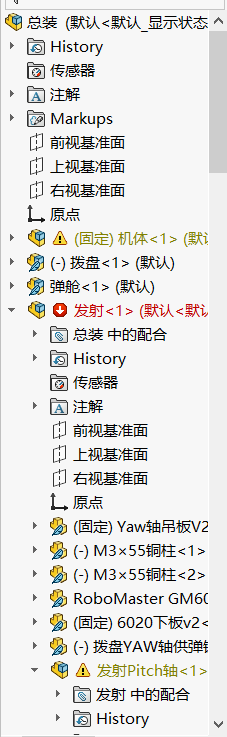 总装 (默认<默认_显示状态
History
传感器
注解
Markups
前视基准面
上视基准面
右视基准面
原点
(固定) 机体<1> (默认
(-) 拨盘<1> (默认)
弹舱<1> (默认)
发射<1> (默认<默认
总装 中的配合
History
传感器
注解
前视基准面
上视基准面
右视基准面
原点
(固定) Yaw轴吊板V2
(-) M3×55铜柱<1>
(-) M3×55铜柱<2>
RoboMaster GM60
(固定) 6020下板v2<
(-) 拨盘YAW轴供弹
发射Pitch轴<1>
发射 中的配合
History